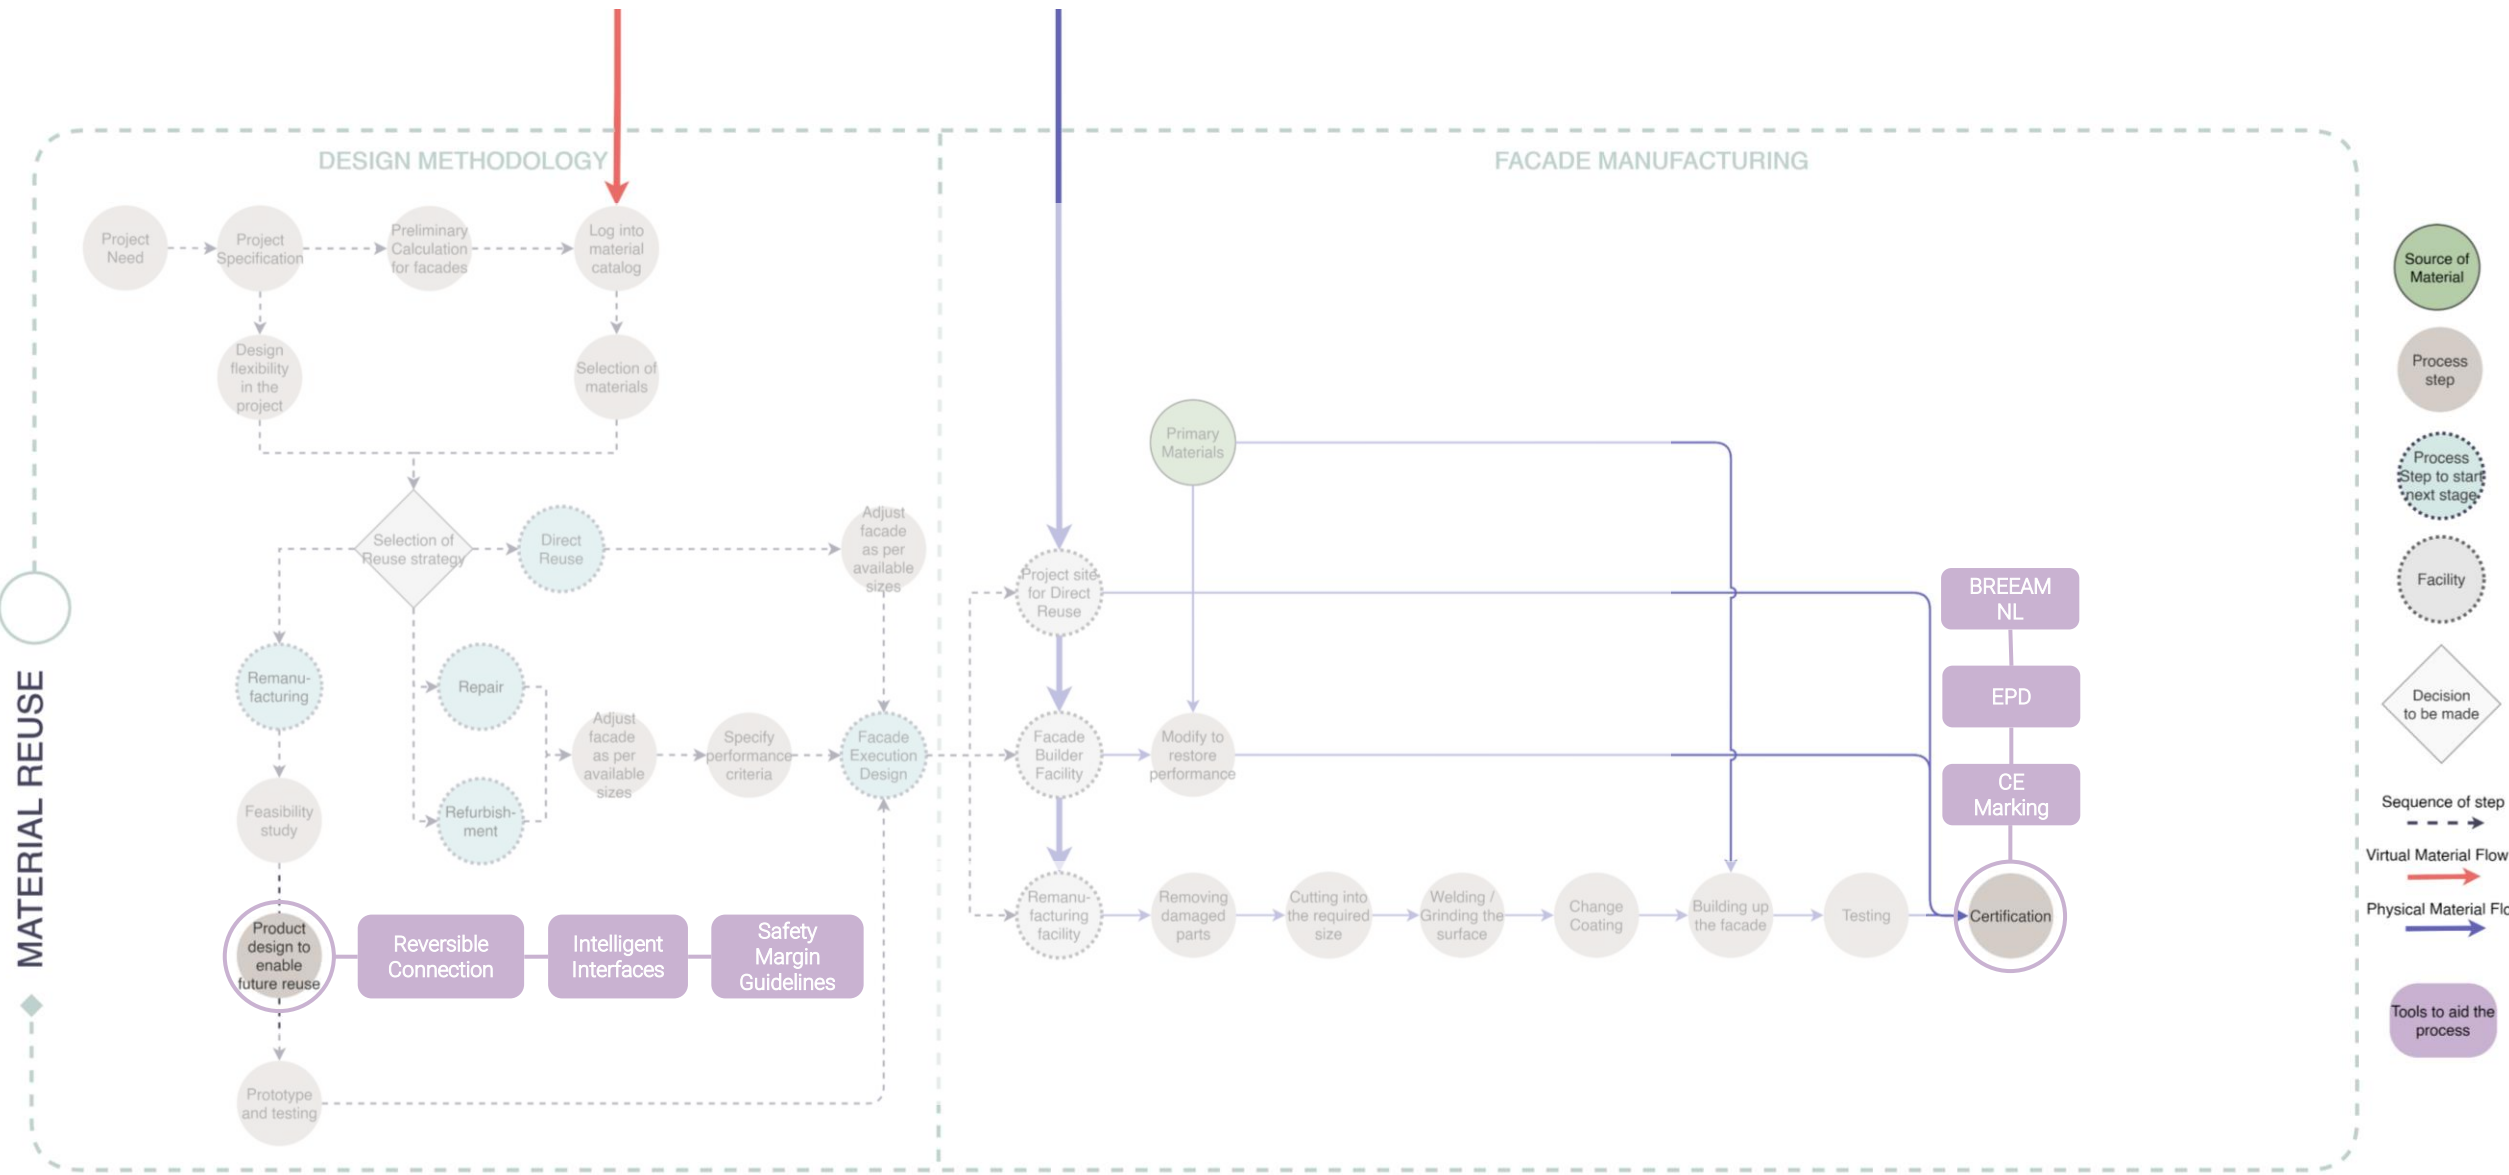 DESIGN METHODOLOGY
FACADE MANUFACTURING
Project
Need
Project
Specification
Preliminary
Calculation
for facades
Log into
material
catalog
Design
flexibility
in the
project
Selection of
materials
Selection of
Reuse strategy
Direct
Reuse
Adjust
facade
as per
available
sizes
Remanu-
facturing
Repair
Refurbish-
ment
Adjust
facade
as per
available
sizes
Specify
performance
criteria
Facade
Execution
Design
Feasibility
study
Product
design to
enable
future reuse
Reversible
Connection
Intelligent
Interfaces
Safety
Margin
Guidelines
Prototype
and testing
MATERIAL REUSE
Primary
Materials
Project site
for Direct
Reuse
Facade
Builder
Facility
Modify to
restore
performance
Remanu-
facturing
facility
Removing
damaged
parts
Cutting into
the required
size
Welding /
Grinding the
surface
Change
Coating
Building up
the facade
Testing
Certification
BREEAM
NL
EPD
CE
Marking
Source of
Material
Process
step
Process
Step to start
next stage
Facility
Decision
to be made
Sequence of step
Virtual Material Flow
Physical Material Flo
Tools to aid the
process